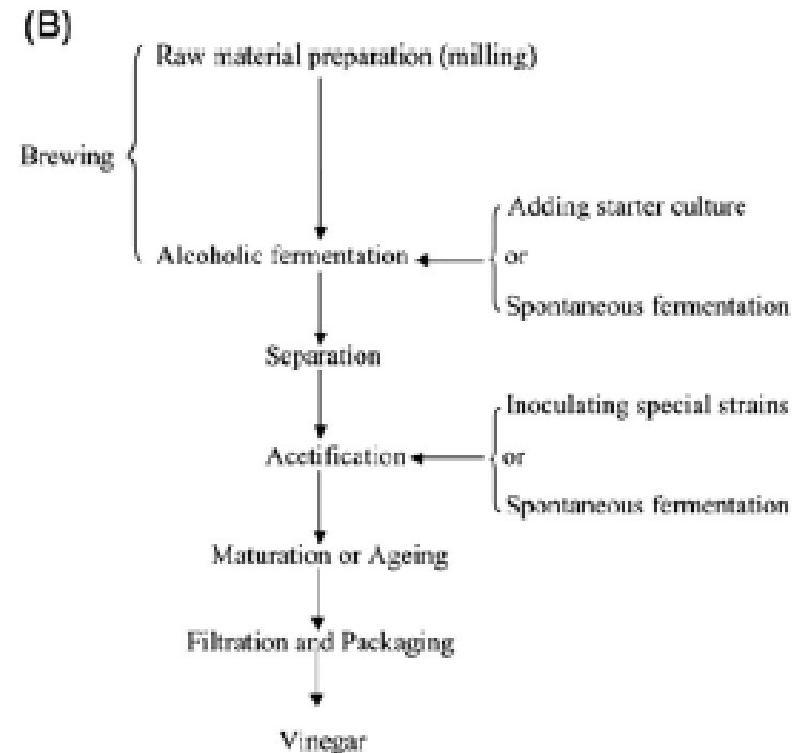 (B)
Raw material preparation (milling)
Brewing
Adding starter culture
Alcoholic fermentation
or
Spontaneous fermentation
Separation
Inoculating special strains
Acetification
or
Spontaneous fermentation
Maturation or Ageing
Filtration and Packaging
Vinegar